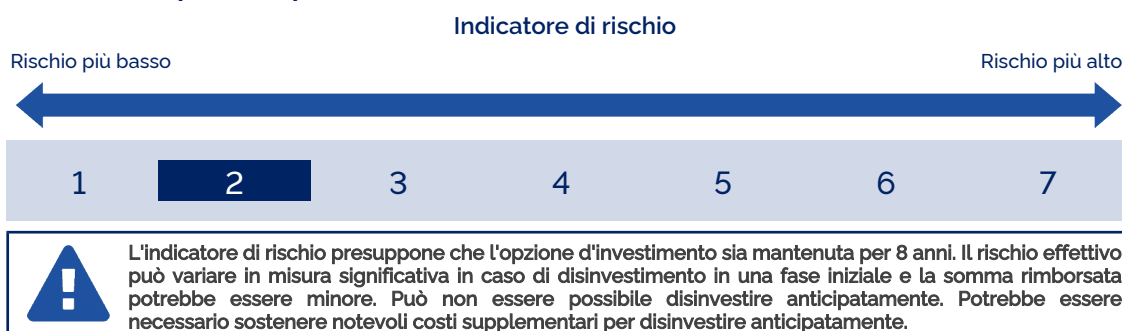 Indicatore di rischio
Rischio più basso
Rischio più alto
1 2 3 4 5 6 7
L'indicatore di rischio presuppone che l'opzione d'investimento sia mantenuta per 8 anni. Il rischio effettivo
può variare in misura significativa in caso di disinvestimento in una fase iniziale e la somma rimborsata
potrebbe essere minore. Può non essere possibile disinvestire anticipatamente. Potrebbe essere
necessario sostenere notevoli costi supplementari per disinvestire anticipatamente.